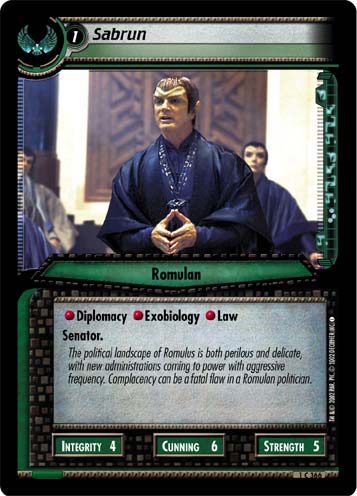 1 Sabrun
Romulan
Diplomacy Exobiology Law
Senator.
The political landscape of Romulus is both perilous and delicate,
with new administrations coming to power with aggressive
frequency. Complacency can be a fatal flaw in a Romulan politician.
INTEGRITY 4 CUNNING 6 STRENGTH 5